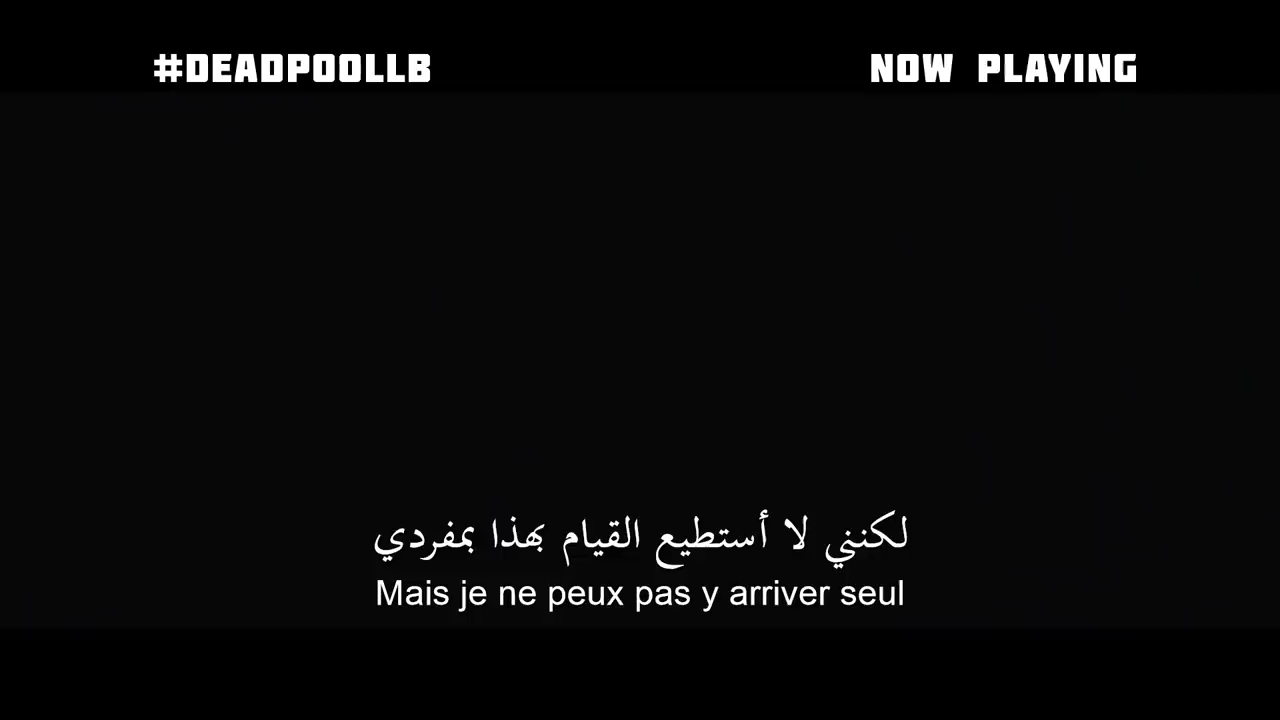 #DEADPOOLLB
NOW PLAYING
لكنني لا أستطيع القيام بهذا بمفردي
Mais je ne peux pas y arriver seul